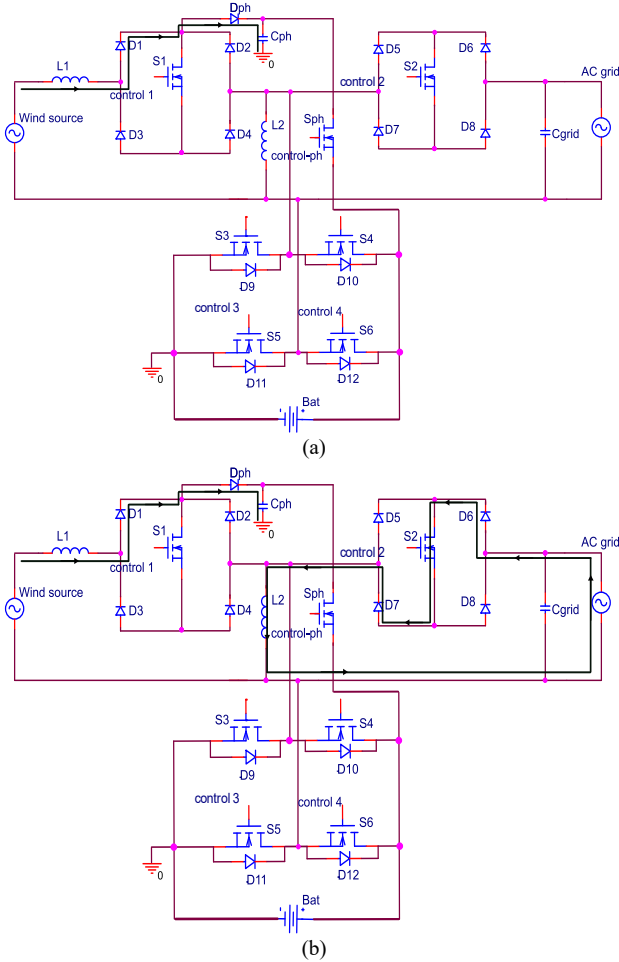 Dph
D1
D2
Cph
S1
0
L1
control 1
Wind source
D3
D4
L2
Sph
control-ph
D5
D6
control 2
S2
AC grid
D7
D8
Cgrid
S3
S4
D9
D10
control 3
control 4
S5
S6
0
D11
D12
Bat
- +
(a)
Dph
D1
D2
Cph
S1
0
L1
control 1
Wind source
D3
D4
L2
Sph
control-ph
D5
D6
control 2
S2
AC grid
D7
D8
Cgrid
S3
S4
D9
D10
control 3
control 4
S5
S6
0
D11
D12
Bat
- +
(b)